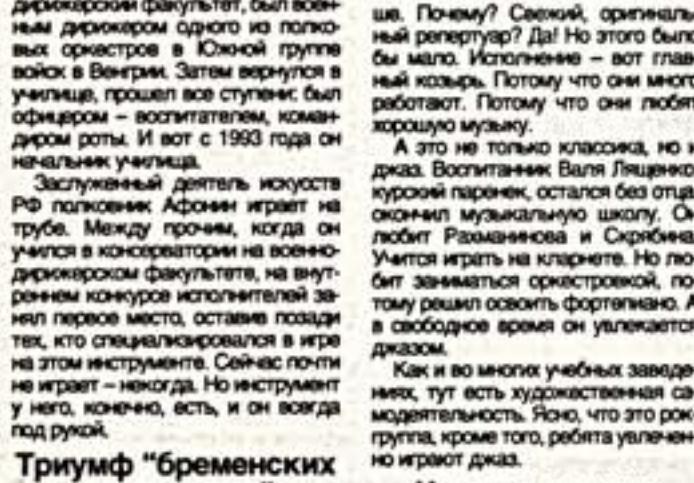 дирижерский факультет, был воен-
ным дирижером одного из полко-
вых оркестров в Южной группе
войск в Венгрии. Затем вернулся в
училище, прошел все ступени: был
офицером – воспитателем, коман-
диром роты. И вот с 1993 года он
начальник училища.
Заслуженный деятель искусств
РФ полковник Афонин играет на
трубе. Между прочим, когда он
учился в консерватории на военно-
дирижерском факультете, на внут-
реннем конкурсе исполнителей за-
нял первое место, оставив позади
тех, кто специализировался в игре
на этом инструменте. Сейчас почти
не играет – некогда. Но инструмент
у него, конечно, есть, и он всегда
под рукой.
Триумф "бременских
ше. Почему? Свежий, оригиналь
ный репертуар? Да! Но этого было
бы мало. Исполнение – вот глав
ный козырь. Потому что они много
работают. Потому что они любят
хорошую музыку.
А это не только классика, но и
джаз. Воспитанник Валя Лященко
курский паренек, остался без отца
окончил музыкальную школу. Он
любит Рахманинова и Скрябина.
Учится играть на кларнете. Но лю-
бит заниматься оркестровкой, по-
тому решил освоить фортепиано. А
в свободное время он увлекается
джазом.
Как и во многих учебных заведе-
ниях, тут есть художественная са-
модеятельность. Ясно, что это рок-
группа, кроме того, ребята увлечен-
но играют джаз.